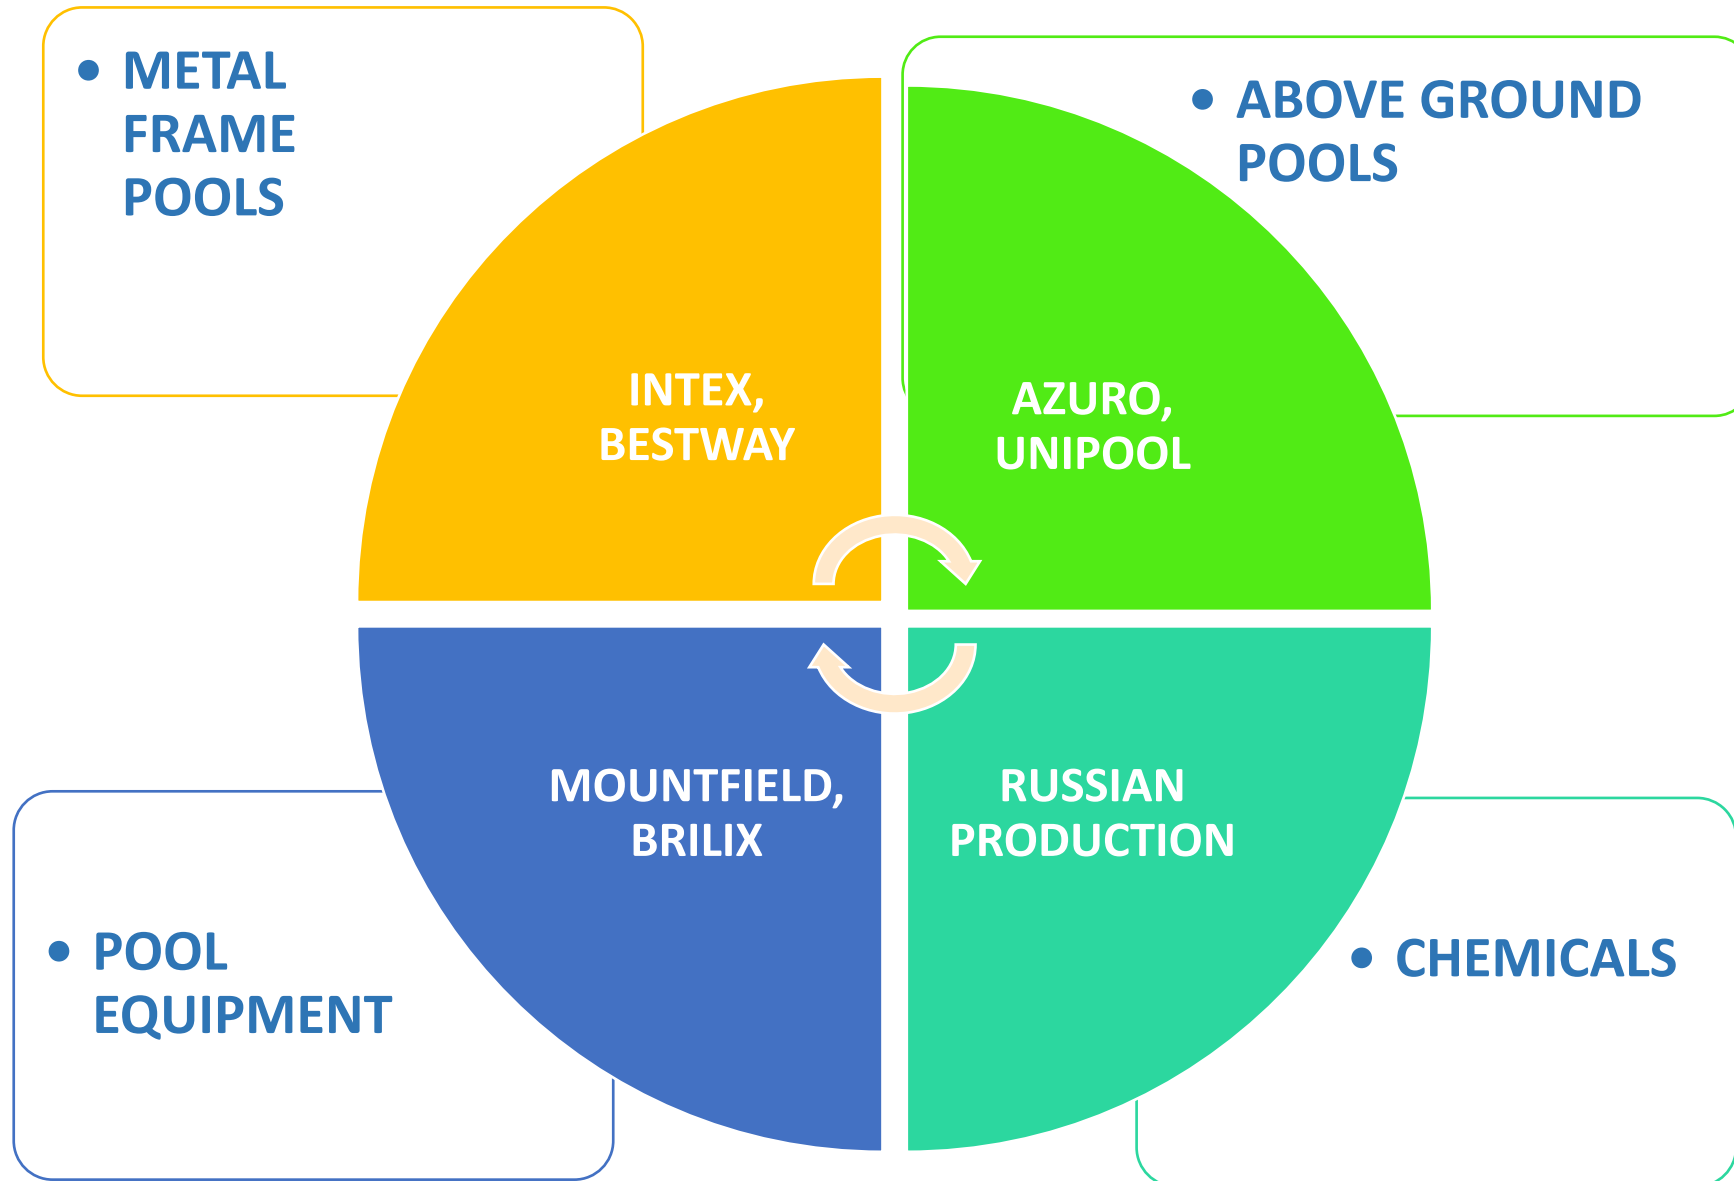 • METAL
FRAME
POOLS
• ABOVE GROUND
POOLS
INTEX,
BESTWAY
AZURO,
UNIPOOL
MOUNTFIELD,
BRILIX
RUSSIAN
PRODUCTION
• POOL
EQUIPMENT
• CHEMICALS